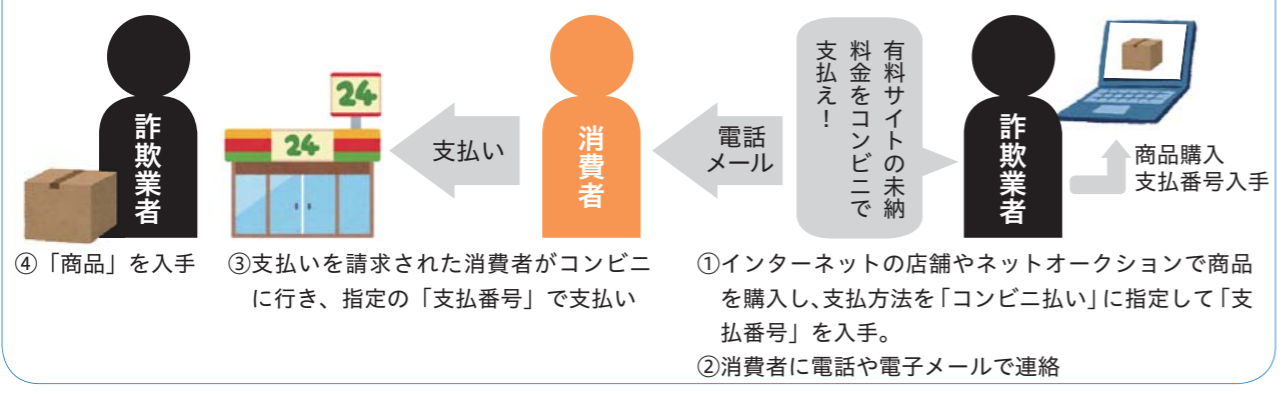 商品購入
支払番号入手
詐欺業者
有料サイトの未納
料金をコンビニで
支払え！
電話
メール
消費者
支払い
24
24
詐欺業者
①インターネットの店舗やネットオークションで商品
を購入し、支払方法を「コンビニ払い」に指定して「支
払番号」を入手。
②消費者に電話や電子メールで連絡
③支払いを請求された消費者がコンビニ
に行き、指定の「支払番号」で支払い
④「商品」を入手